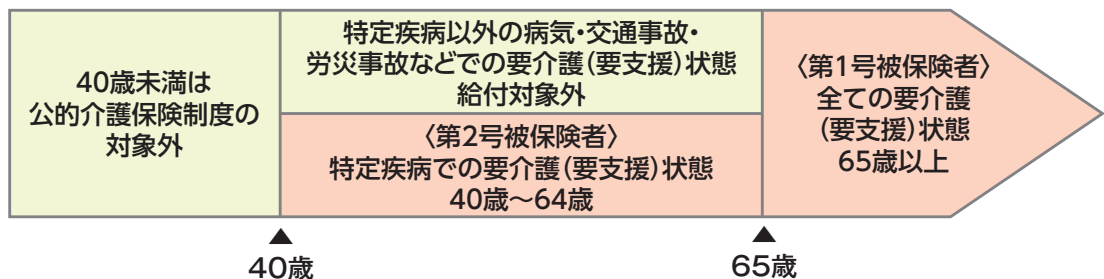 40歳未満は
公的介護保険制度の
対象外
特定疾病以外の病気・交通事故・
労災事故などでの要介護(要支援)状態
給付対象外
〈第2号被保険者〉
特定疾病での要介護(要支援)状態
40歳〜64歳
〈第1号被保険者〉
全ての要介護
(要支援)状態
65歳以上
40歳
65歳